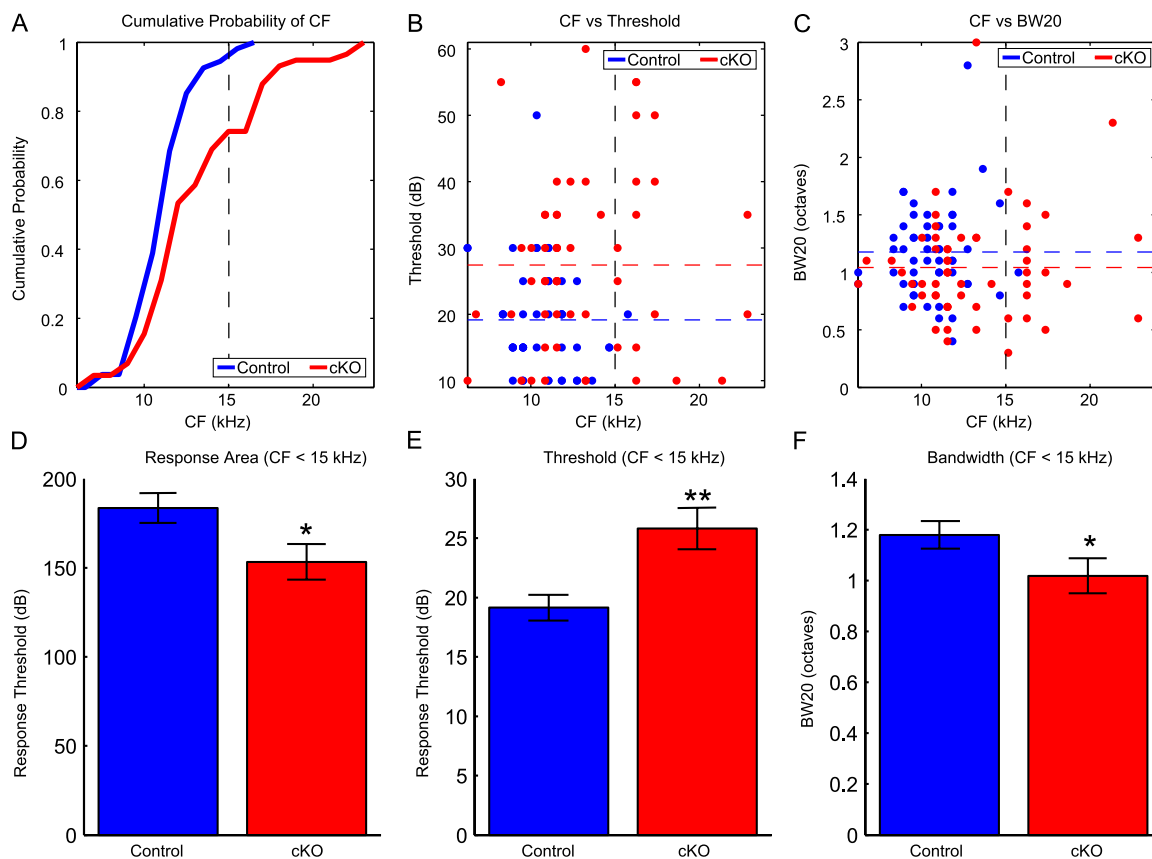 A
Cumulative Probability of CF
1
0.8
0.6
0.4
0.2
0
Cumulative Probability
Control
cKO
10
15
20
CF (kHz)
B
CF vs Threshold
60
50
40
30
20
10
Threshold (dB)
Control
cKO
10
15
20
CF (kHz)
C
CF vs BW20
3
2.5
2
1.5
1
0.5
0
BW20 (octaves)
Control
cKO
10
15
20
CF (kHz)
D
Response Area (CF < 15 kHz)
200
150
100
50
0
Response Threshold (dB)
*
Control
cKO
E
Threshold (CF < 15 kHz)
30
25
20
15
10
5
0
Response Threshold (dB)
**
Control
cKO
F
Bandwidth (CF < 15 kHz)
1.4
1.2
1
0.8
0.6
0.4
0.2
0
BW20 (octaves)
*
Control
cKO